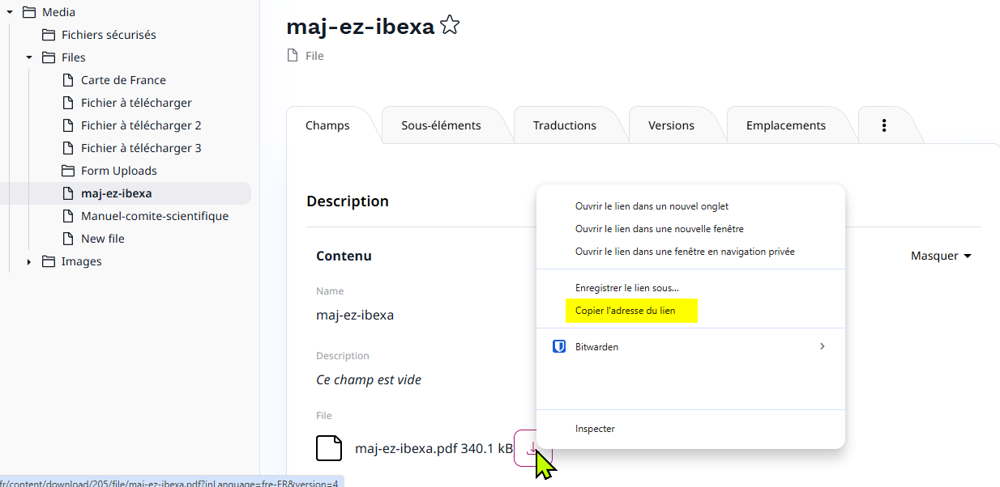 Media
Fichiers sécurisés
Files
Carte de France
Fichier à télécharger
Fichier à télécharger 2
Fichier à télécharger 3
Form Uploads
maj-ez-ibexa
Manuel-comite-scientifique
New file
Images
maj-ez-ibexa
File
Champs
Sous-éléments
Traductions
Versions
Emplacements
Description
Contenu
Masquer
Name
maj-ez-ibexa
Description
Ce champ est vide
File
maj-ez-ibexa.pdf 340.1 kB
Ouvrir le lien dans un nouvel onglet
Ouvrir le lien dans une nouvelle fenêtre
Ouvrir le lien dans une fenêtre en navigation privée
Enregistrer le lien sous...
Copier l'adresse du lien
Bitwarden
Inspecter
fr/content/download/205/file/maj-ez-ibexa.pdf?inLanguage=fre-FR&version=4